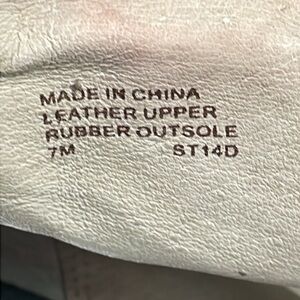 MADE IN CHINA
LEATHER UPPER
RUBBER OUTSOLE
7M ST14D